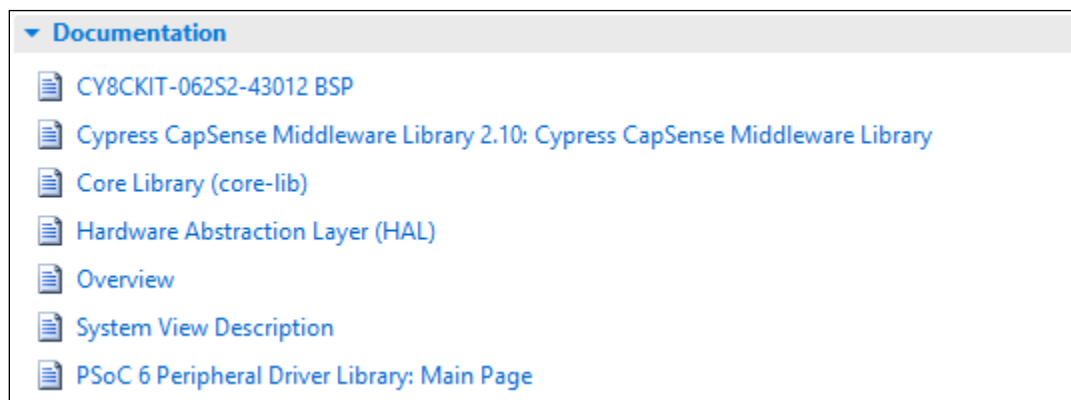 Documentation
CY8CKIT-062S2-43012 BSP
Cypress CapSense Middleware Library 2.10: Cypress CapSense Middleware Library
Core Library (core-lib)
Hardware Abstraction Layer (HAL)
Overview
System View Description
PSoC 6 Peripheral Driver Library: Main Page